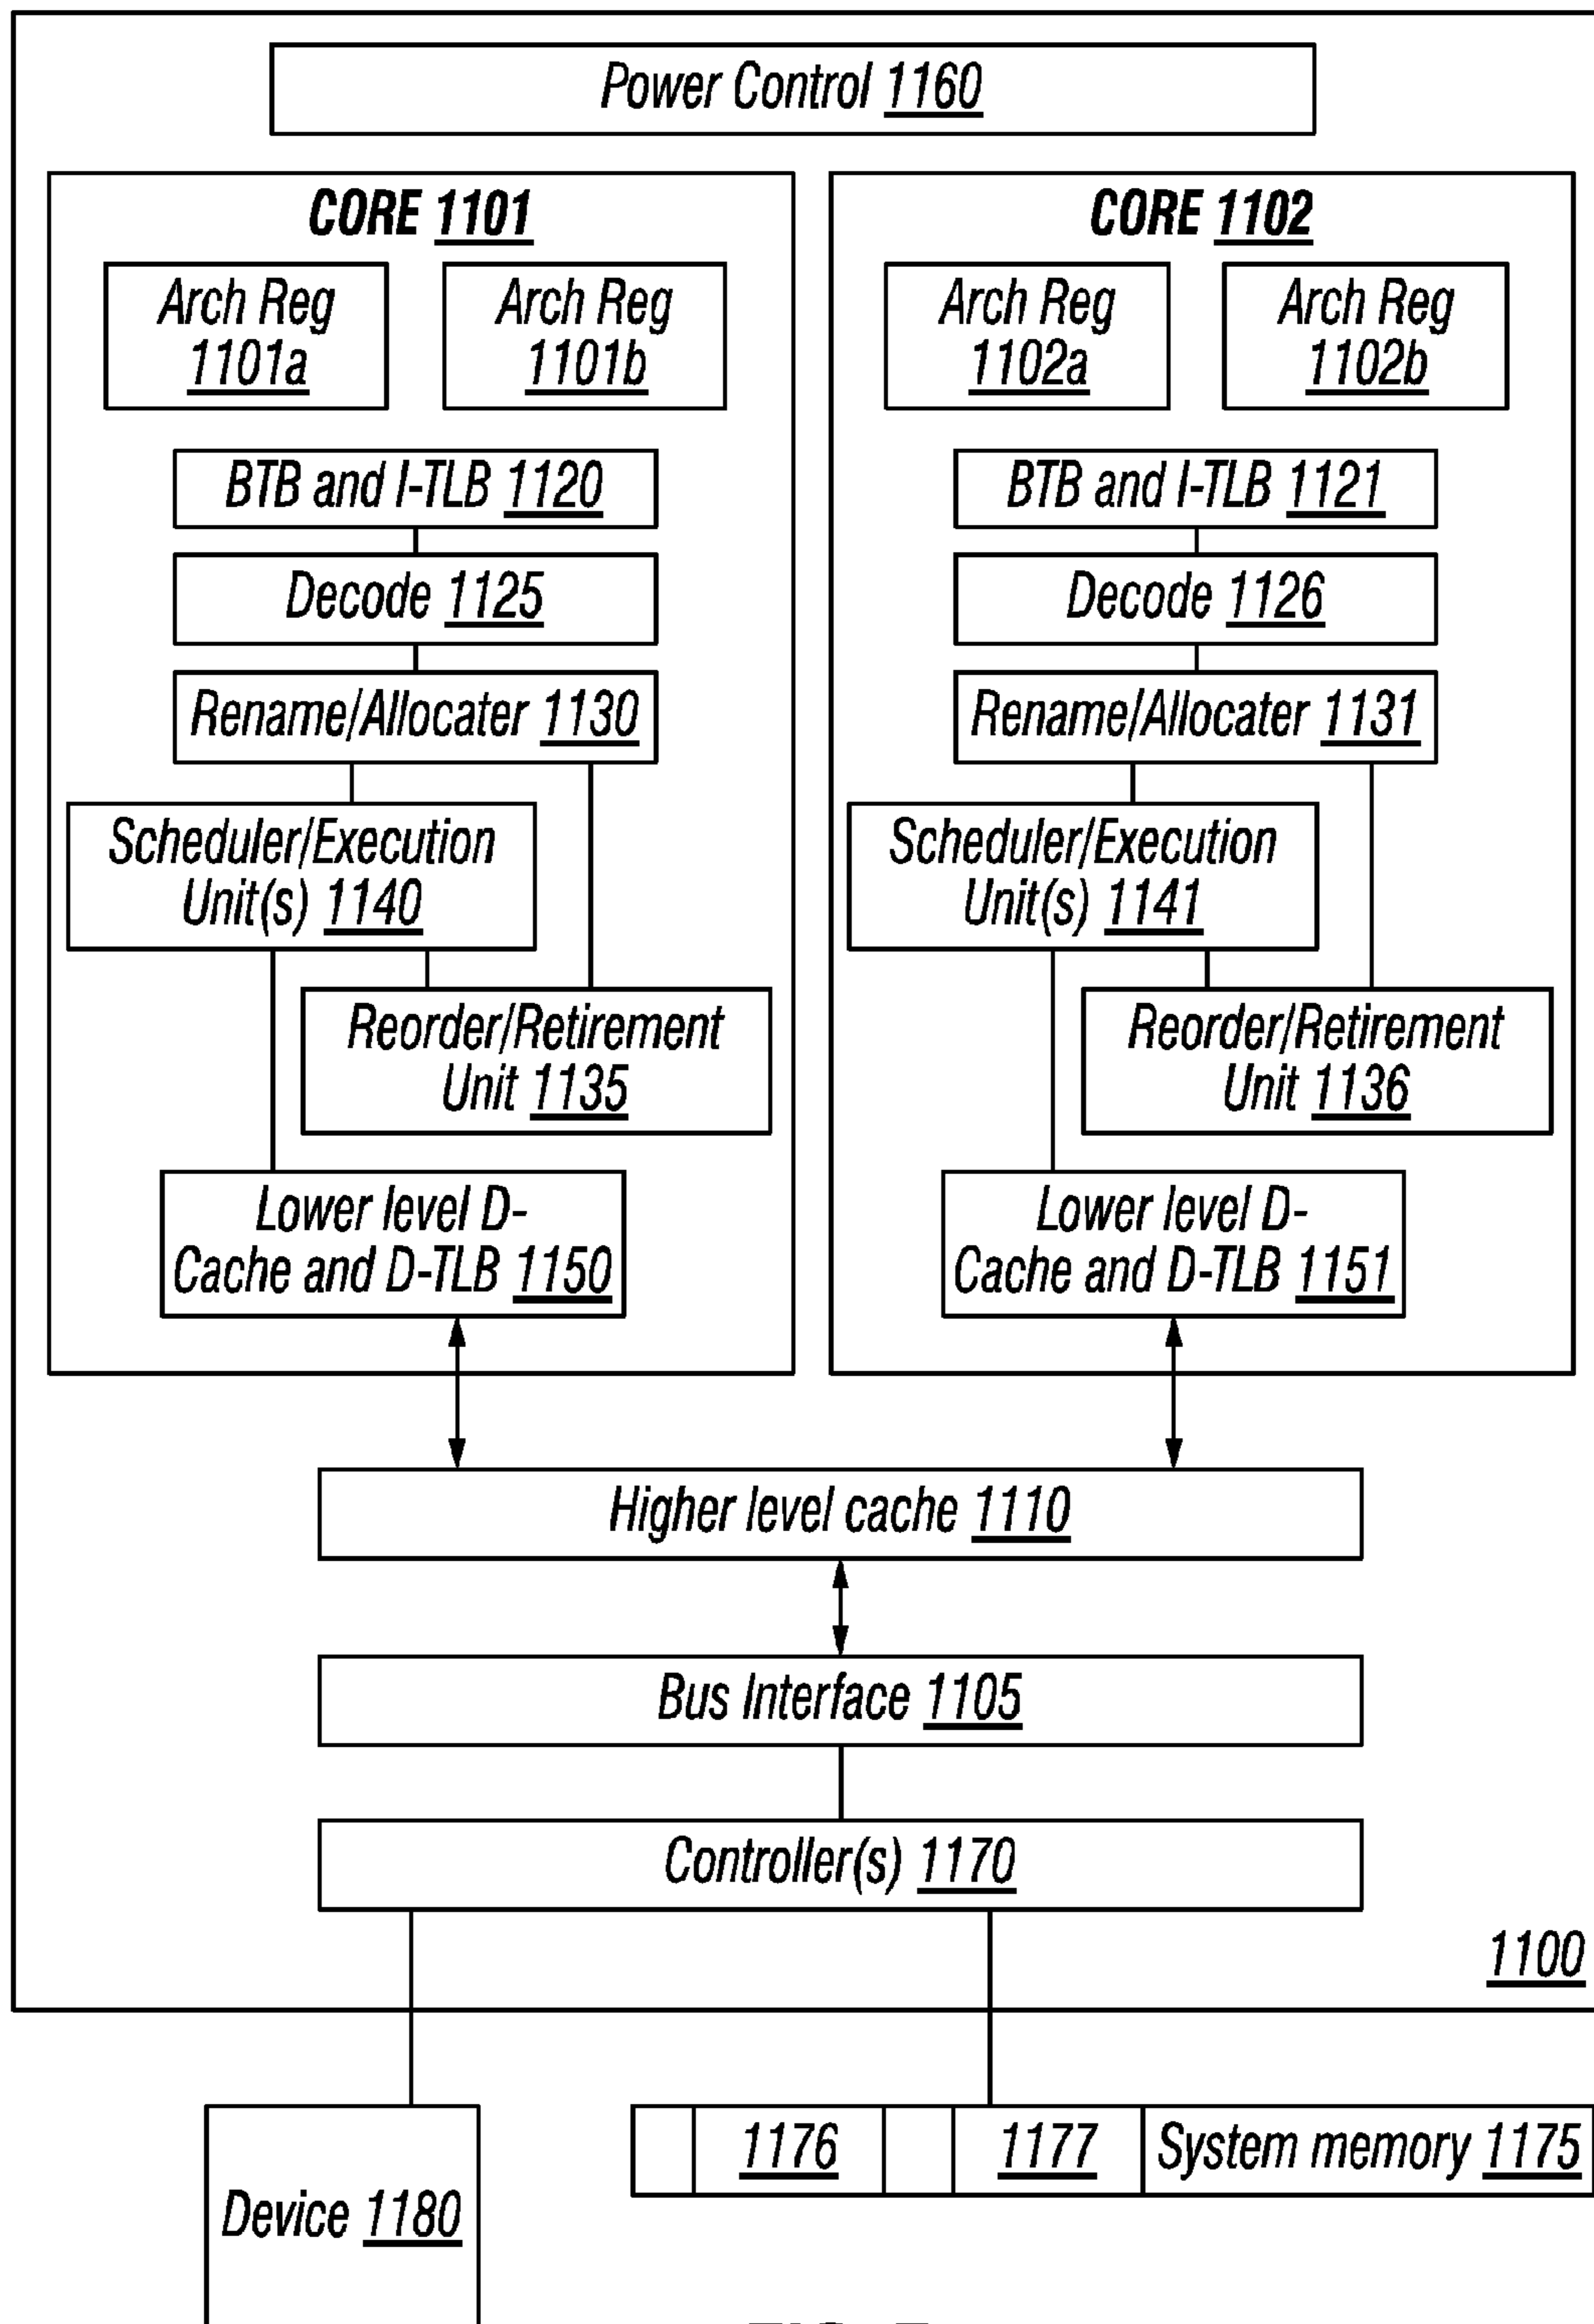 Power Control 1160
CORE 1101
Arch Reg
1101a
Arch Reg
1101b
BTB and I-TLB 1120
Decode 1125
Rename/Allocater 1130
Scheduler/Execution
Unit(s) 1140
Reorder/Retirement
Unit 1135
Lower level D-
Cache and D-TLB 1150
CORE 1102
Arch Reg
1102a
Arch Reg
1102b
BTB and I-TLB 1121
Decode 1126
Rename/Allocater 1131
Scheduler/Execution
Unit(s) 1141
Reorder/Retirement
Unit 1136
Lower level D-
Cache and D-TLB 1151
Higher level cache 1110
Bus Interface 1105
Controller(s) 1170
1100
1176
1177
System memory 1175
Device 1180